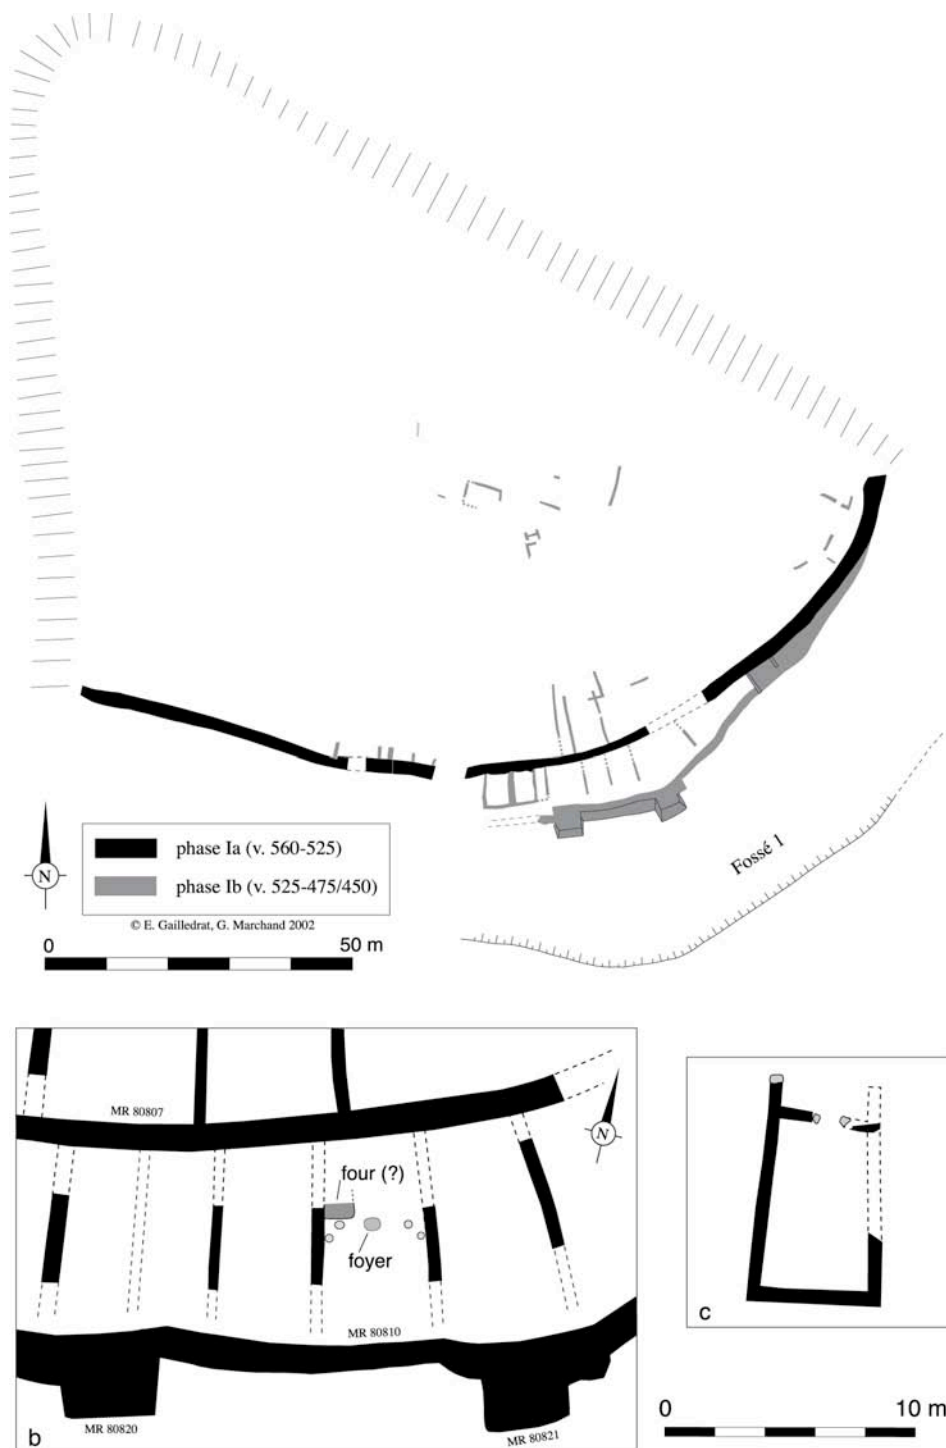 Fossé 1
N
phase Ia (v. 560-525)
phase Ib (v. 525-475/450)
© E. Gailledrat, G. Marchand 2002
0 50 m
MR 80807
N
four (?)
foyer
MR 80810
MR 80820
MR 80821
b
c
0 10 m